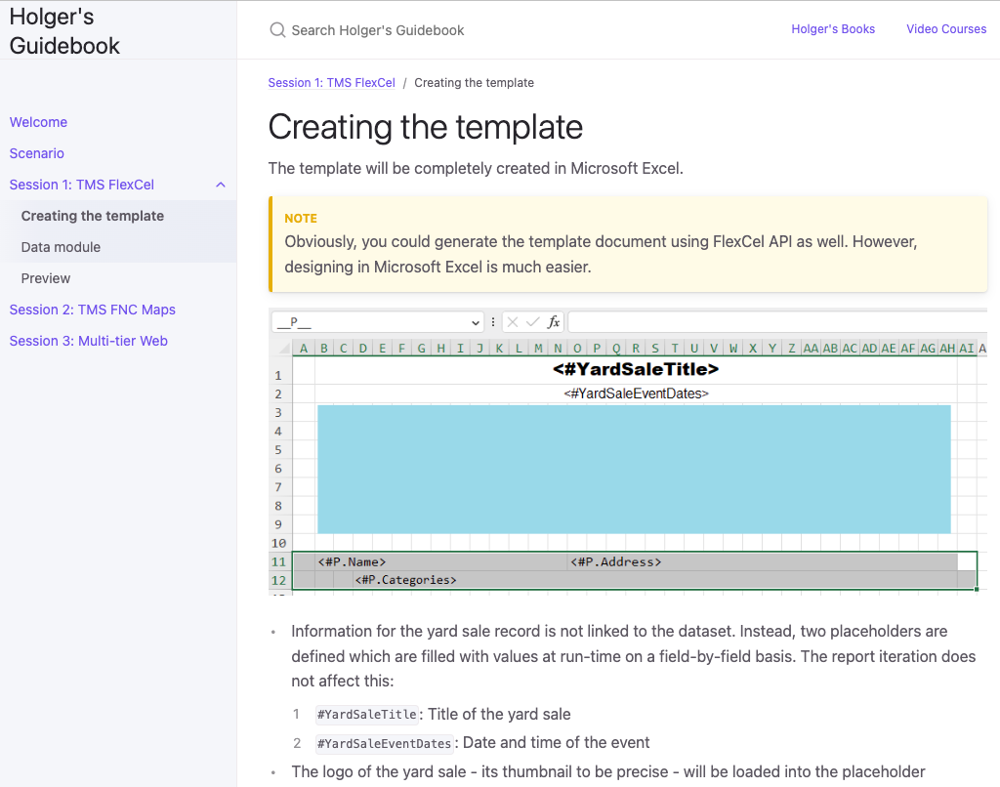 Holger's
Guidebook
Search Holger's Guidebook
Holger's Books
Video Courses
Welcome
Scenario
Session 1: TMS FlexCel
Creating the template
Data module
Preview
Session 2: TMS FNC Maps
Session 3: Multi-tier Web
Session 1: TMS FlexCel / Creating the template
Creating the template
The template will be completely created in Microsoft Excel.
NOTE
Obviously, you could generate the template document using FlexCel API as well. However,
designing in Microsoft Excel is much easier.
__P__
fx
A B C D E F G H I J K L M N O P Q R S T U V W X Y Z AA AB AC AD AE AF AG AH AI A
1 <#YardSaleTitle>
2 <#YardSaleEventDates>
3
4
5
6
7
8
9
10
11 <#P.Name> <#P.Address>
12 <#P.Categories>
• Information for the yard sale record is not linked to the dataset. Instead, two placeholders are
defined which are filled with values at run-time on a field-by-field basis. The report iteration does
not affect this:
1 #YardSaleTitle: Title of the yard sale
2 #YardSaleEventDates: Date and time of the event
• The logo of the yard sale - its thumbnail to be precise - will be loaded into the placeholder